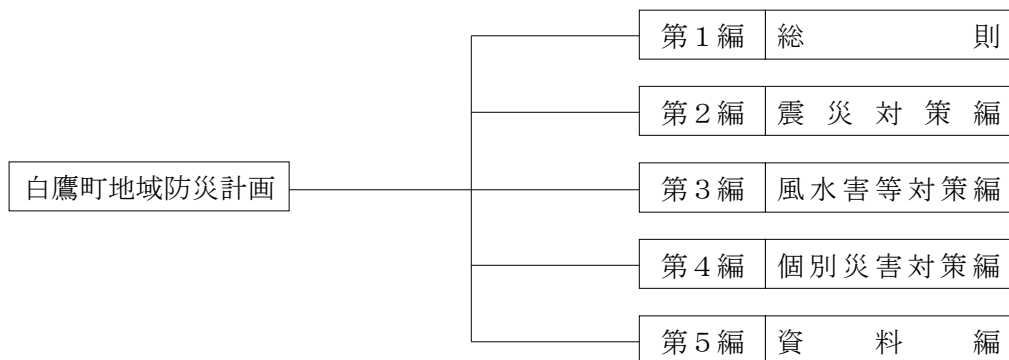 第１編 総則
第２編 震災対策編
白鷹町地域防災計画 第３編 風水害等対策編
第４編 個別災害対策編
第５編 資料編